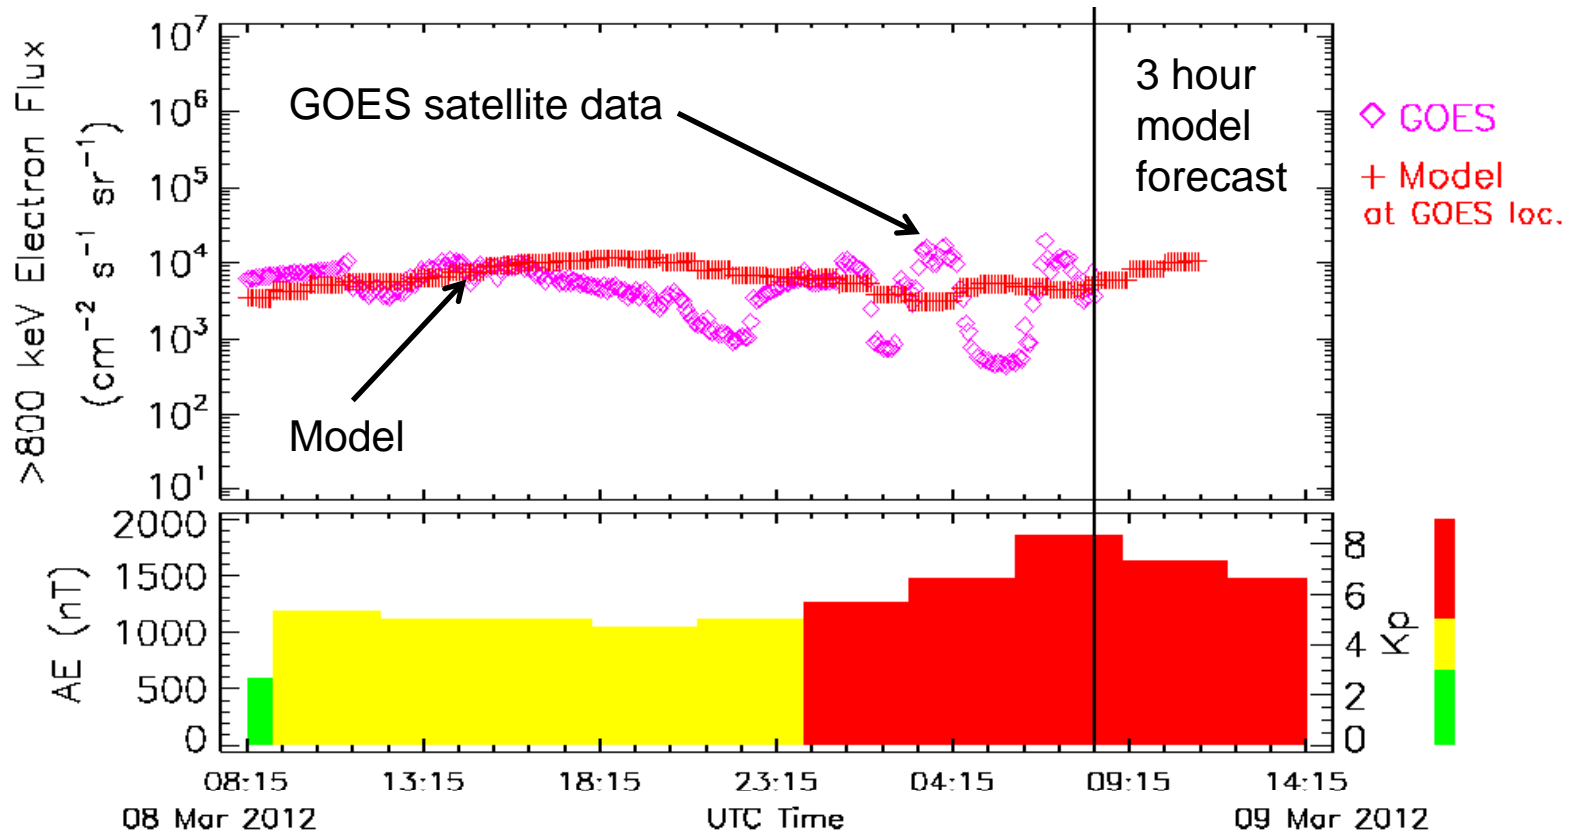 >800 keV Electron Flux
(cm⁻² s⁻¹ sr⁻¹)
10⁷
10⁶
10⁵
10⁴
10³
10²
10¹
GOES satellite data
Model
3 hour
model
forecast
◇ GOES
+ Model
at GOES loc.
AE (nT)
2000
1500
1000
500
0
8
6
4
2
0
Kp
08:15 13:15 18:15 23:15 04:15 09:15 14:15
08 Mar 2012 UTC Time 09 Mar 2012